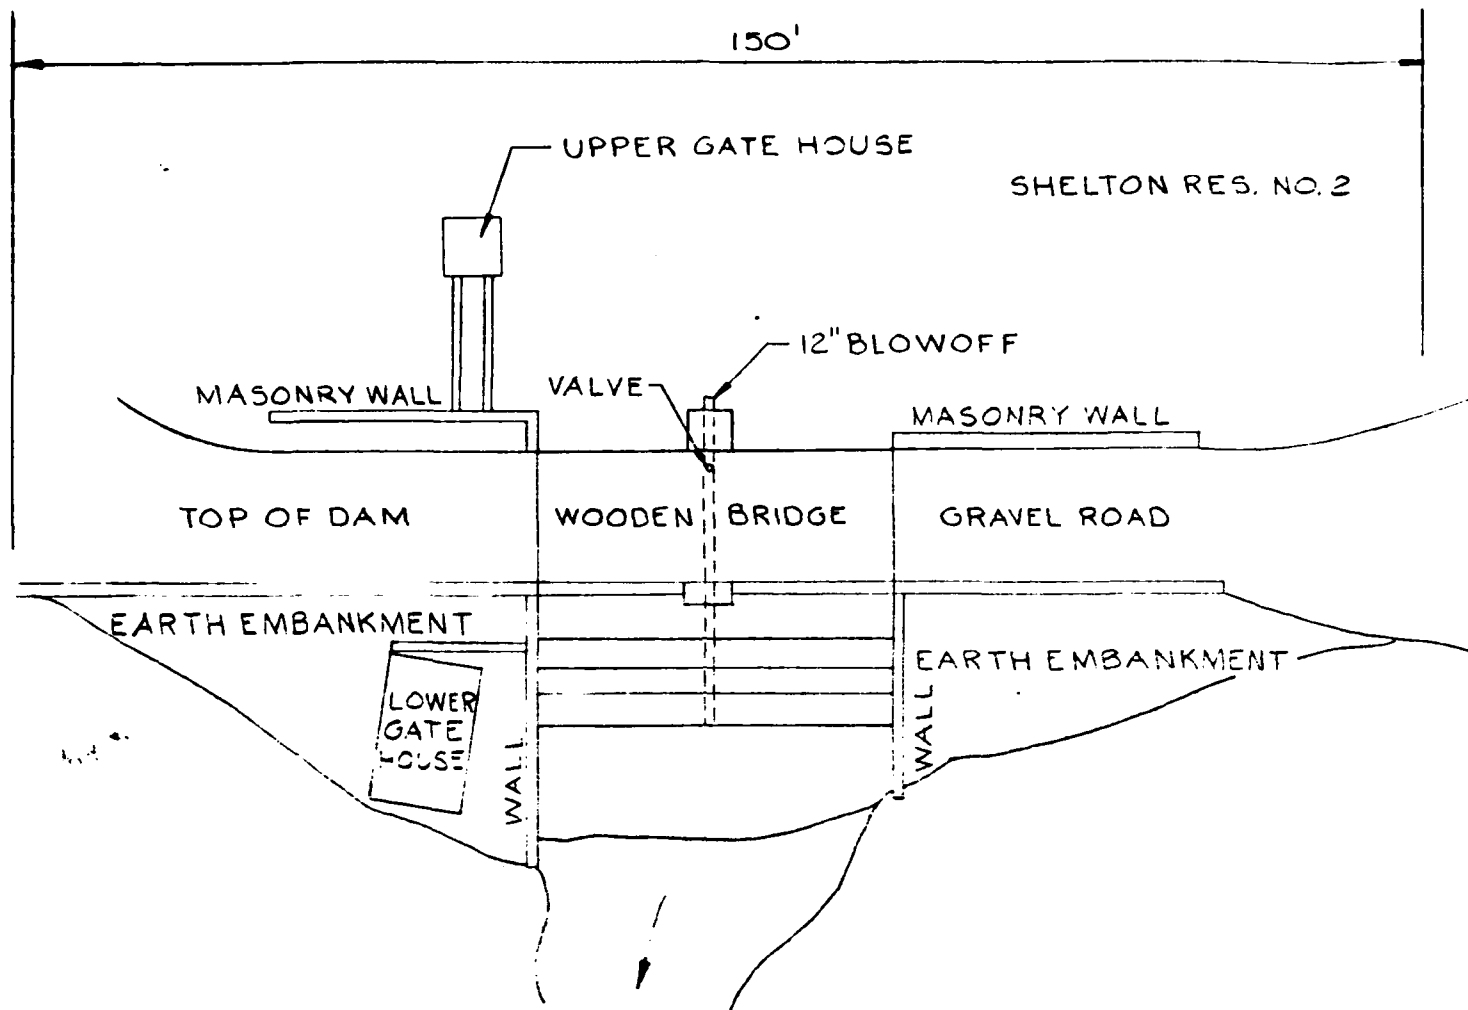 150'
UPPER GATE HOUSE
SHELTON RES. NO. 2
12" BLOWOFF
VALVE
MASONRY WALL
MASONRY WALL
TOP OF DAM
WOODEN BRIDGE
GRAVEL ROAD
EARTH EMBANKMENT
EARTH EMBANKMENT
LOWER
GATE
HOUSE
WALL
WALL